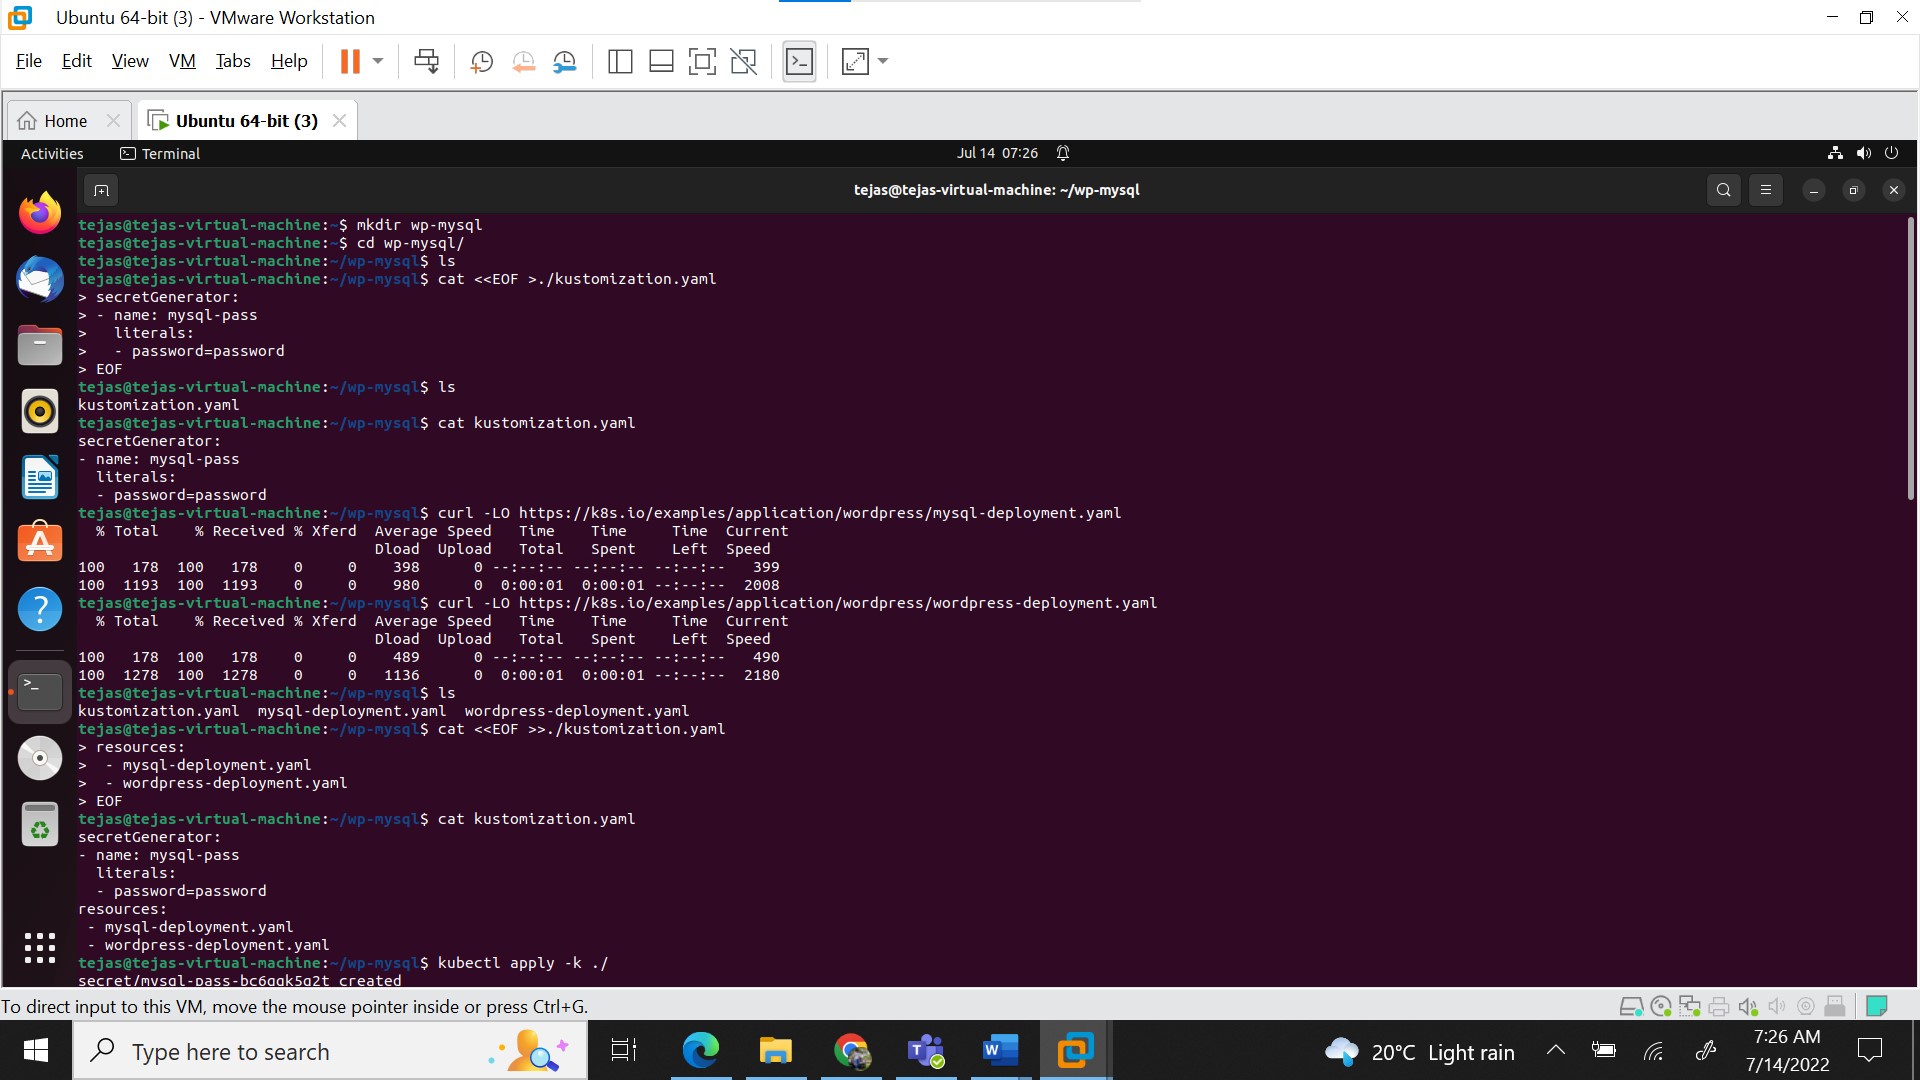 Ubuntu 64-bit (3) - VMware Workstation
File Edit View VM Tabs Help
Home Ubuntu 64-bit (3)
Activities Terminal Jul 14 07:26
tejas@tejas-virtual-machine: ~/wp-mysql
tejas@tejas-virtual-machine:~$ mkdir wp-mysql
tejas@tejas-virtual-machine:~$ cd wp-mysql/
tejas@tejas-virtual-machine:~/wp-mysql$ ls
tejas@tejas-virtual-machine:~/wp-mysql$ cat <<EOF >./kustomization.yaml
> secretGenerator:
> - name: mysql-pass
>   literals:
>   - password=password
> EOF
tejas@tejas-virtual-machine:~/wp-mysql$ ls
kustomization.yaml
tejas@tejas-virtual-machine:~/wp-mysql$ cat kustomization.yaml
secretGenerator:
- name: mysql-pass
  literals:
  - password=password
tejas@tejas-virtual-machine:~/wp-mysql$ curl -LO https://k8s.io/examples/application/wordpress/mysql-deployment.yaml
  % Total    % Received % Xferd  Average Speed   Time    Time     Time  Current
                                 Dload  Upload   Total   Spent    Left  Speed
100   178  100   178    0     0    398      0 --:--:-- --:--:-- --:--:--   399
100  1193  100  1193    0     0    980      0  0:00:01  0:00:01 --:--:--  2008
tejas@tejas-virtual-machine:~/wp-mysql$ curl -LO https://k8s.io/examples/application/wordpress/wordpress-deployment.yaml
  % Total    % Received % Xferd  Average Speed   Time    Time     Time  Current
                                 Dload  Upload   Total   Spent    Left  Speed
100   178  100   178    0     0    489      0 --:--:-- --:--:-- --:--:--   490
100  1278  100  1278    0     0   1136      0  0:00:01  0:00:01 --:--:--  2180
tejas@tejas-virtual-machine:~/wp-mysql$ ls
kustomization.yaml  mysql-deployment.yaml  wordpress-deployment.yaml
tejas@tejas-virtual-machine:~/wp-mysql$ cat <<EOF >>./kustomization.yaml
> resources:
>  - mysql-deployment.yaml
>  - wordpress-deployment.yaml
> EOF
tejas@tejas-virtual-machine:~/wp-mysql$ cat kustomization.yaml
secretGenerator:
- name: mysql-pass
  literals:
  - password=password
resources:
 - mysql-deployment.yaml
 - wordpress-deployment.yaml
tejas@tejas-virtual-machine:~/wp-mysql$ kubectl apply -k ./
secret/mysql-pass-bc6gqk5g2t created
To direct input to this VM, move the mouse pointer inside or press Ctrl+G.
Type here to search
20°C Light rain
7:26 AM
7/14/2022